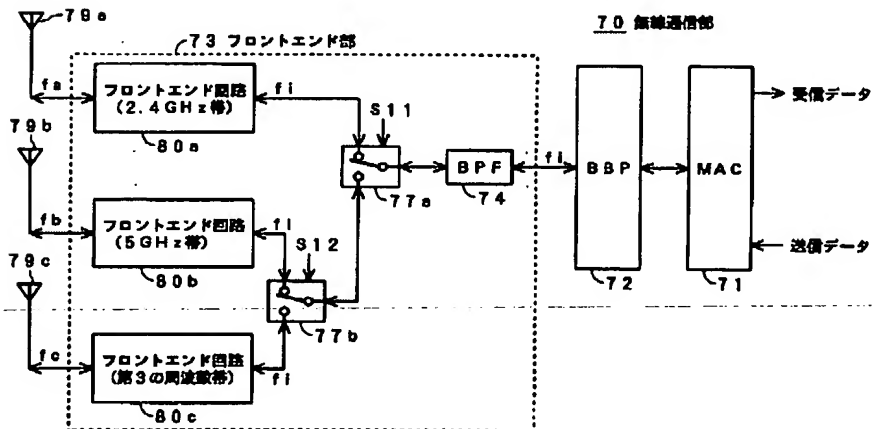 79a
73 フロントエンド部
70 無線通信部
fa
フロントエンド回路
(2.4GHz帯)
fi
80a
S11
受信データ
79b
BPF
fi
BBP
MAC
77a
74
fb
フロントエンド回路
(5GHz帯)
fi
80b
S12
送信データ
79c
72
71
77b
fc
フロントエンド回路
(第3の周波数帯)
fi
80c